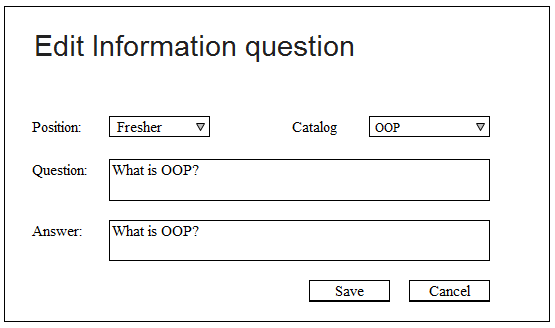 Edit Information question
Position: Fresher Catalog OOP
Question: What is OOP?
Answer: What is OOP?
Save Cancel